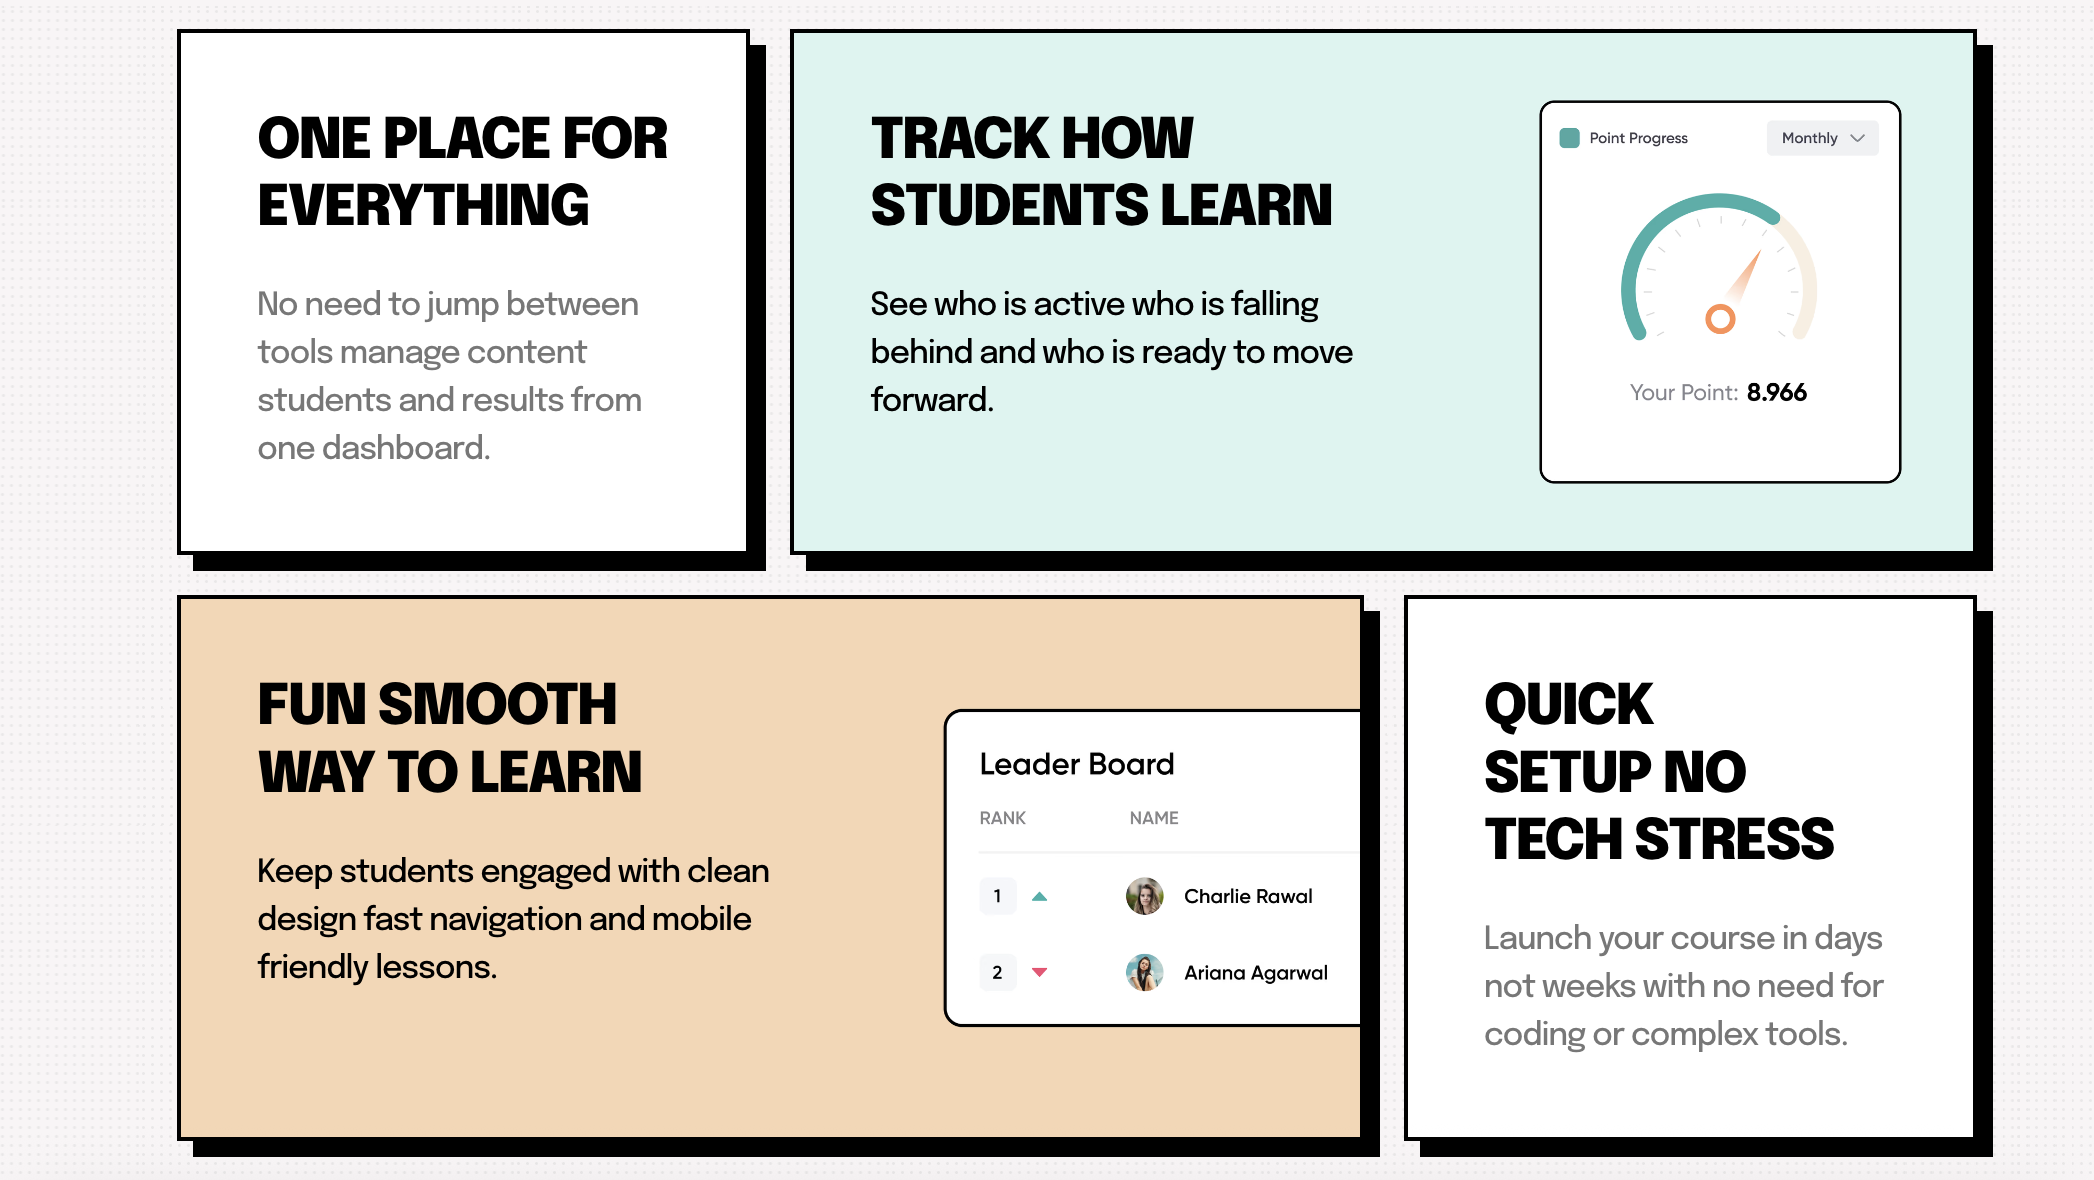 ONE PLACE FOR
EVERYTHING
No need to jump between
tools manage content
students and results from
one dashboard.
TRACK HOW
STUDENTS LEARN
See who is active who is falling
behind and who is ready to move
forward.
Point Progress
Monthly
Your Point: 8.966
FUN SMOOTH
WAY TO LEARN
Keep students engaged with clean
design fast navigation and mobile
friendly lessons.
Leader Board
RANK NAME
1 Charlie Rawal
2 Ariana Agarwal
QUICK
SETUP NO
TECH STRESS
Launch your course in days
not weeks with no need for
coding or complex tools.